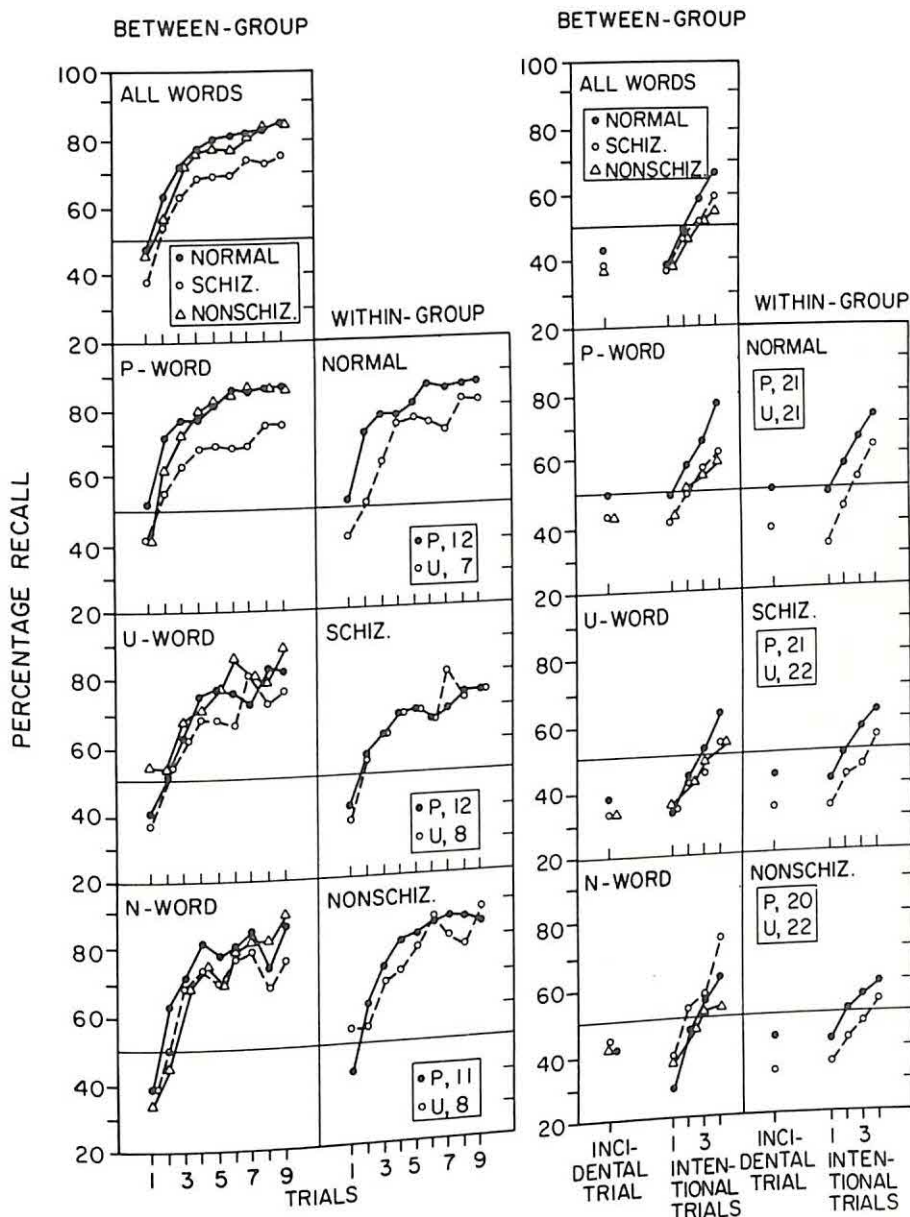 BETWEEN-GROUP
100
ALL WORDS
80
60
40
NORMAL
SCHIZ.
NONSCHIZ.
20
WITHIN-GROUP
P-WORD
NORMAL
80
60
40
P, 12
U, 7
20
U-WORD
SCHIZ.
80
60
40
P, 12
U, 8
20
N-WORD
NONSCHIZ.
80
60
40
P, 11
U, 8
20
1 3 5 7 9
1 3 5 7 9
TRIALS
PERCENTAGE RECALL
BETWEEN-GROUP
100
ALL WORDS
80
NORMAL
SCHIZ.
NONSCHIZ.
60
40
20
WITHIN-GROUP
P-WORD
NORMAL
P, 21
U, 21
80
60
40
20
U-WORD
SCHIZ.
P, 21
U, 22
80
60
40
20
N-WORD
NONSCHIZ.
P, 20
U, 22
80
60
40
20
1 3
1 3
INCI-
DENTAL
TRIAL
INTEN-
TIONAL
TRIALS
INCI-
DENTAL
TRIAL
INTEN-
TIONAL
TRIALS